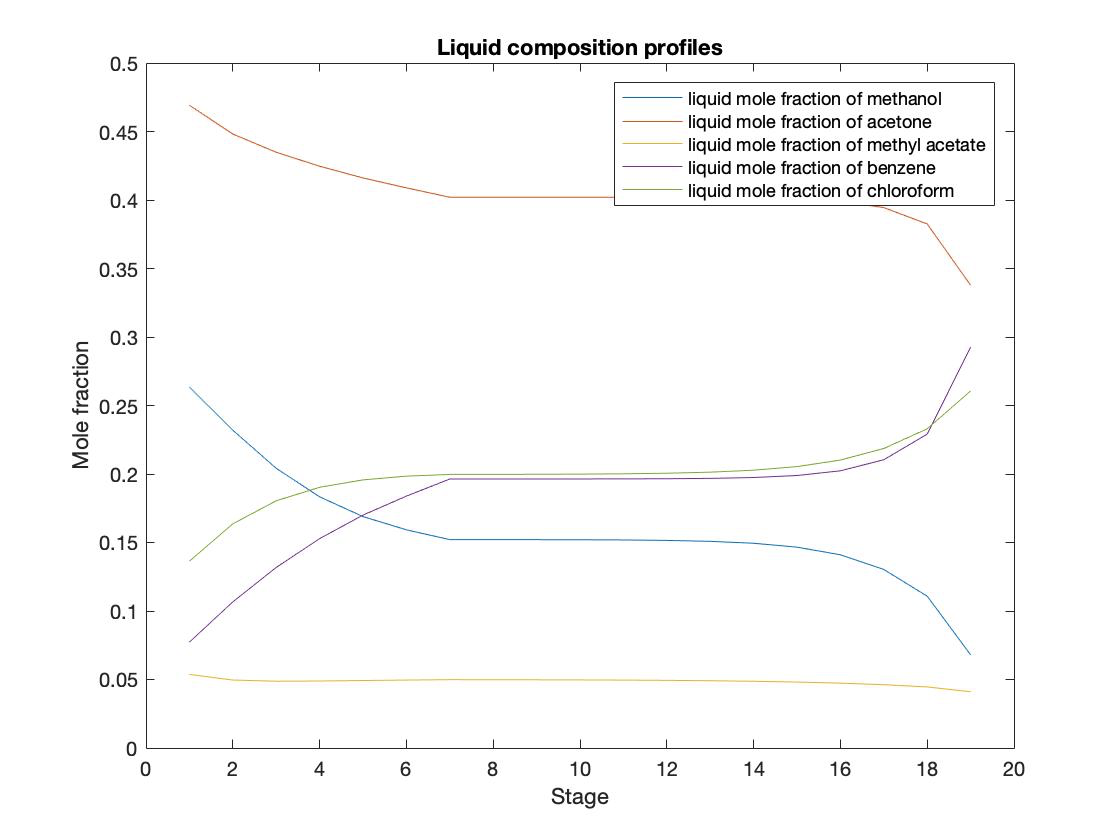 Liquid composition profiles
0.5
0.45
0.4
0.35
0.3
0.25
0.2
0.15
0.1
0.05
0
Mole fraction
liquid mole fraction of methanol
liquid mole fraction of acetone
liquid mole fraction of methyl acetate
liquid mole fraction of benzene
liquid mole fraction of chloroform
0 2 4 6 8 10 12 14 16 18 20
Stage